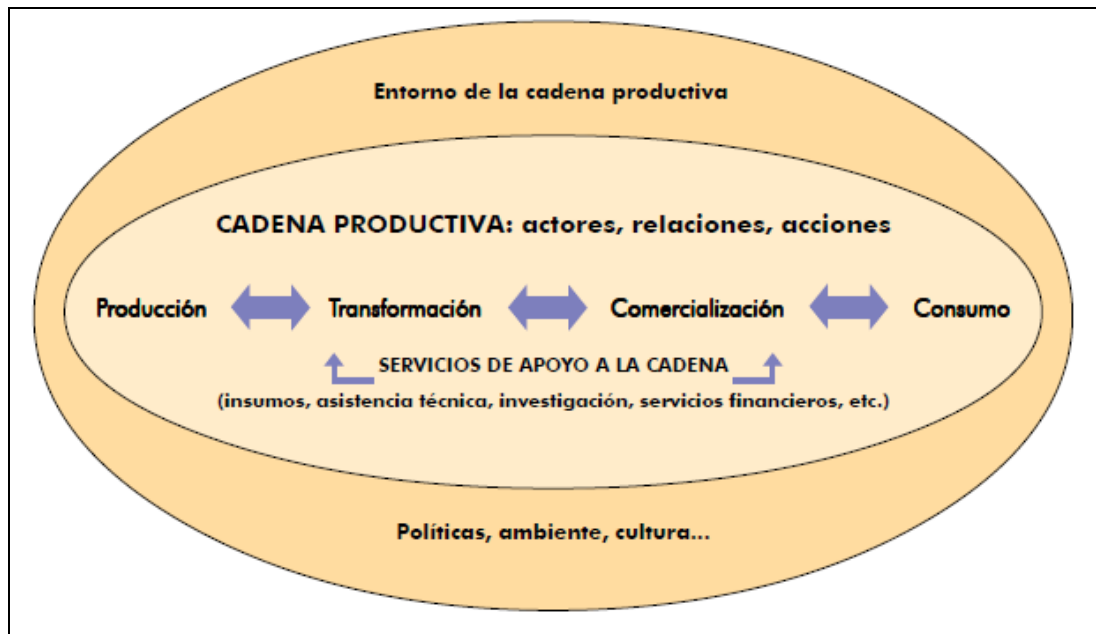 Entorno de la cadena productiva
CADENA PRODUCTIVA: actores, relaciones, acciones
Producción Transformación Comercialización Consumo
SERVICIOS DE APOYO A LA CADENA
(insumos, asistencia técnica, investigación, servicios financieros, etc.)
Políticas, ambiente, cultura...